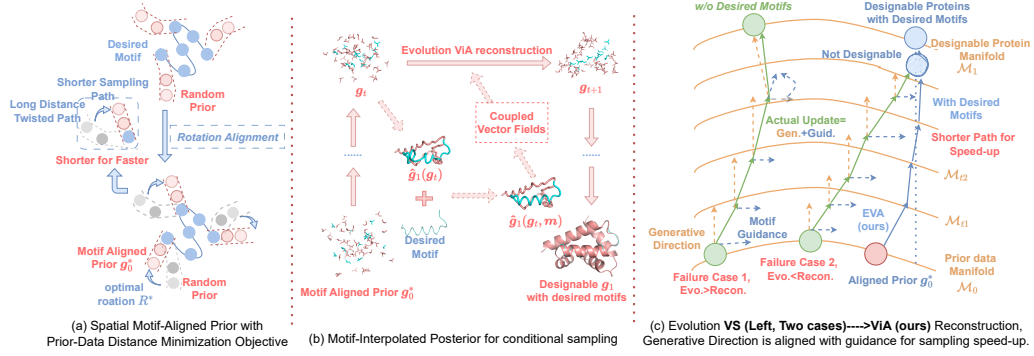 Desired
Motif
Shorter Sampling
Path
Long Distance
Twisted Path
Random
Prior
Rotation Alignment
Shorter for Faster
Motif Aligned
Prior g₀*
Random
Prior
optimal
roation R*
(a) Spatial Motif-Aligned Prior with
Prior-Data Distance Minimization Objective
Evolution ViA reconstruction
gₜ
gₜ₊₁
Coupled
Vector Fields
......
......
ĝ₁(gₜ)
+
ĝ₁(gₜ, m)
Desired
Motif
Motif Aligned Prior g₀*
Designable g₁
with desired motifs
(b) Motif-Interpolated Posterior for conditional sampling
w/o Desired Motifs
Designable Proteins
with Desired Motifs
Not Designable
Designable Protein
Manifold
M₁
With Desired
Motifs
Actual Update=
Gen.+Guid.
Shorter Path for
Speed-up
Mₜ₂
Mₜ₁
Generative
Direction
Motif
Guidance
EVA
(ours)
Failure Case 1,
Evo.>Recon.
Failure Case 2,
Evo.<Recon.
Aligned Prior g₀*
Prior data
Manifold
M₀
(c) Evolution VS (Left, Two cases)---->ViA (ours) Reconstruction,
Generative Direction is aligned with guidance for sampling speed-up.